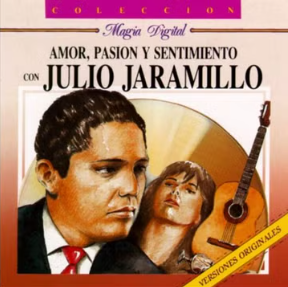 COLECCION
Magia Digital
AMOR, PASION Y SENTIMIENTO
CON JULIO JARAMILLO
VERSIONES ORIGINALES